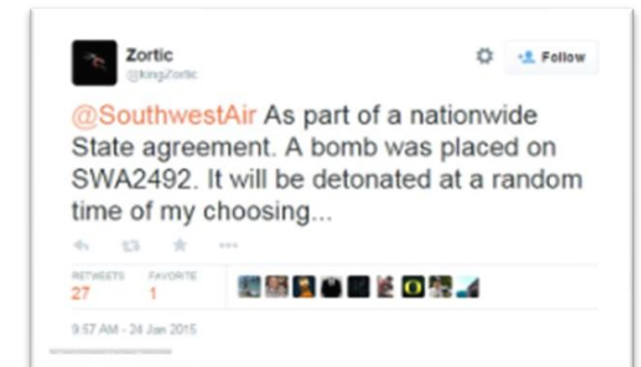 Zortic
@kingZortic
Follow
@SouthwestAir As part of a nationwide
State agreement. A bomb was placed on
SWA2492. It will be detonated at a random
time of my choosing...
RETWEETS FAVORITE
27 1
9:57 AM - 24 Jan 2015